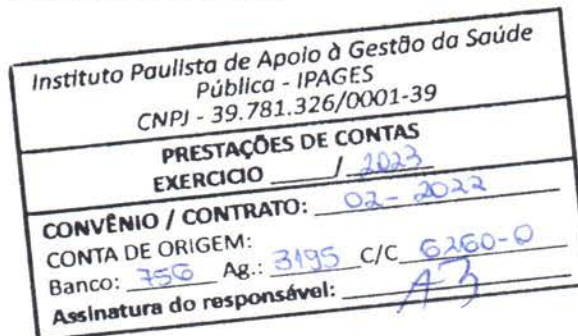 Instituto Paulista de Apoio à Gestão da Saúde
Pública - IPAGES
CNPJ - 39.781.326/0001-39
PRESTAÇÕES DE CONTAS
EXERCICIO _____/ 2023
CONVÊNIO / CONTRATO: 02-2022
CONTA DE ORIGEM:
Banco: 756 Ag.: 3195 C/C 6260-0
Assinatura do responsável: